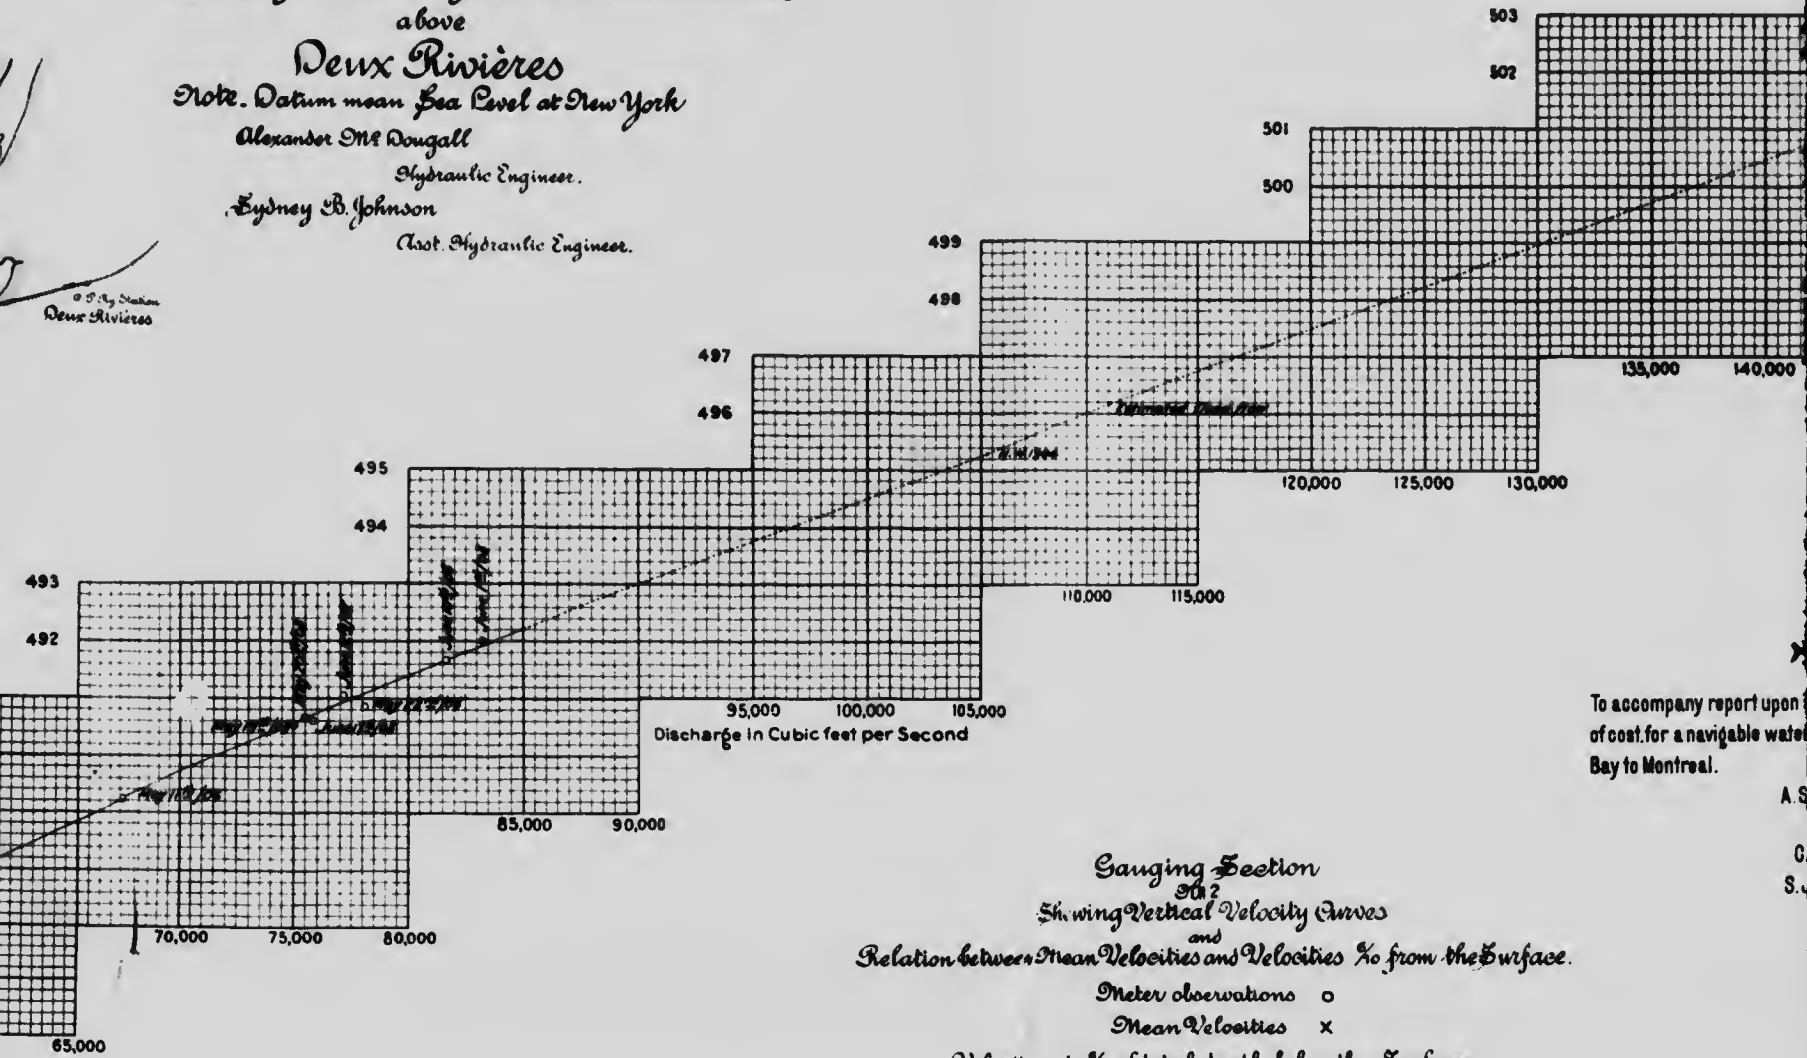 above
Deux Rivières
Note. Datum mean Sea Level at New York
Alexander Mc Dougall
Hydraulic Engineer.
Sydney B. Johnson
Asst. Hydraulic Engineer.
Station
Deux Rivières
503
502
501
500
499
498
497
496
495
494
493
492
135,000
140,000
120,000
125,000
130,000
110,000
115,000
95,000
100,000
105,000
Discharge in Cubic feet per Second
85,000
90,000
70,000
75,000
80,000
65,000
To accompany report upon
of cost for a navigable
Bay to Montreal.
A.S
C.
S.
Gauging Section
No 2
Showing Vertical Velocity Curves
and
Relation between Mean Velocities and Velocities from the Surface.
Meter observations o
Mean Velocities x